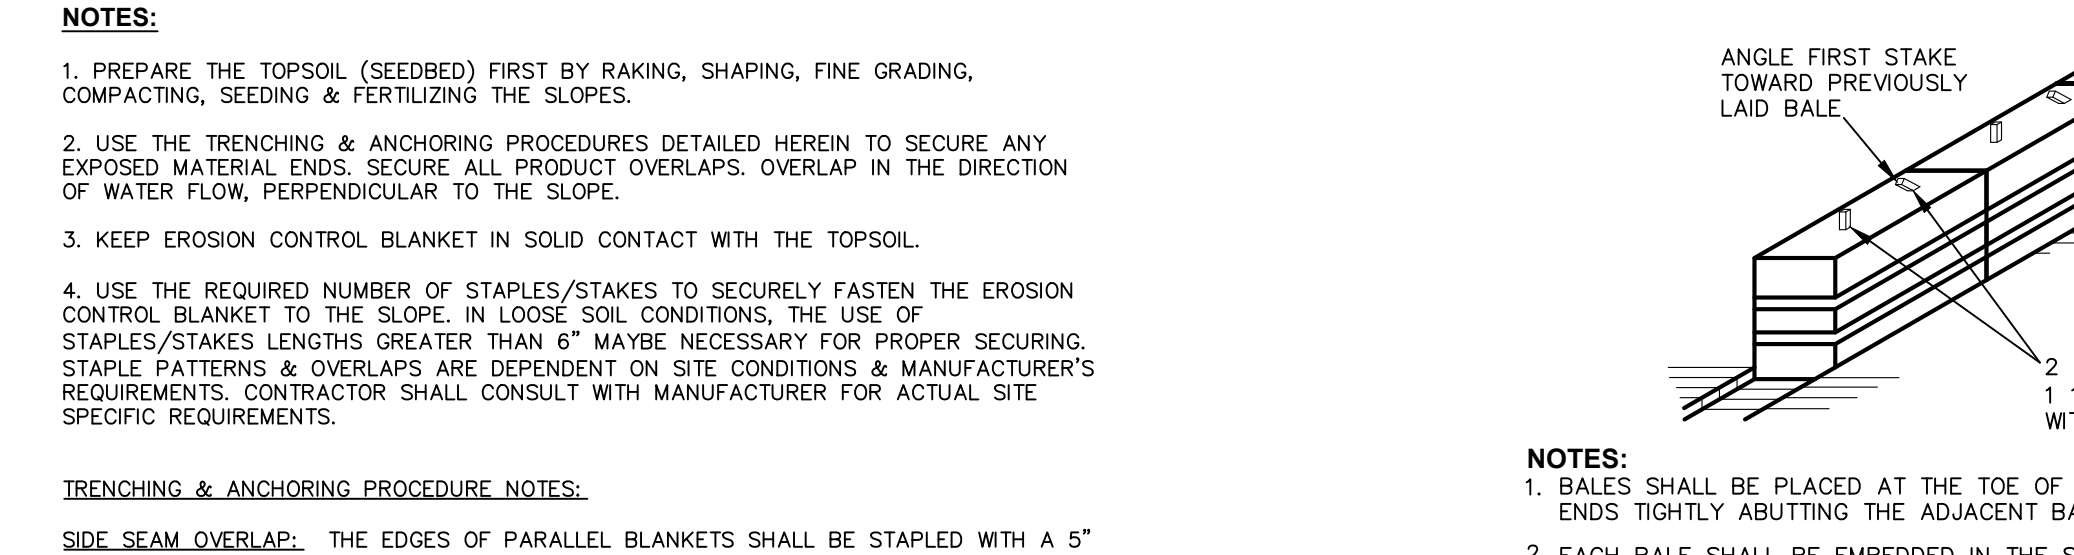 NOTES:
1. PREPARE THE TOPSOIL (SEEDBED) FIRST BY RAKING, SHAPING, FINE GRADING,
COMPACTING, SEEDING & FERTILIZING THE SLOPES.
2. USE THE TRENCHING & ANCHORING PROCEDURES DETAILED HEREIN TO SECURE ANY
EXPOSED MATERIAL ENDS. SECURE ALL PRODUCT OVERLAPS. OVERLAP IN THE DIRECTION
OF WATER FLOW, PERPENDICULAR TO THE SLOPE.
3. KEEP EROSION CONTROL BLANKET IN SOLID CONTACT WITH THE TOPSOIL.
4. USE THE REQUIRED NUMBER OF STAPLES/STAKES TO SECURELY FASTEN THE EROSION
CONTROL BLANKET TO THE SLOPE. IN LOOSE SOIL CONDITIONS, THE USE OF
STAPLES/STAKES LENGTHS GREATER THAN 6” MAYBE NECESSARY FOR PROPER SECURING.
STAPLE PATTERNS & OVERLAPS ARE DEPENDENT ON SITE CONDITIONS & MANUFACTURER’S
REQUIREMENTS. CONTRACTOR SHALL CONSULT WITH MANUFACTURER FOR ACTUAL SITE
SPECIFIC REQUIREMENTS.
TRENCHING & ANCHORING PROCEDURE NOTES:
SIDE SEAM OVERLAP: THE EDGES OF PARALLEL BLANKETS SHALL BE STAPLED WITH A 5”
ANGLE FIRST STAKE
TOWARD PREVIOUSLY
LAID BALE
2
1
NOTES:
1. BALES SHALL BE PLACED AT THE TOE OF
ENDS TIGHTLY ABUTTING THE ADJACENT
2. EACH BALE SHALL BE EMBEDDED IN THE